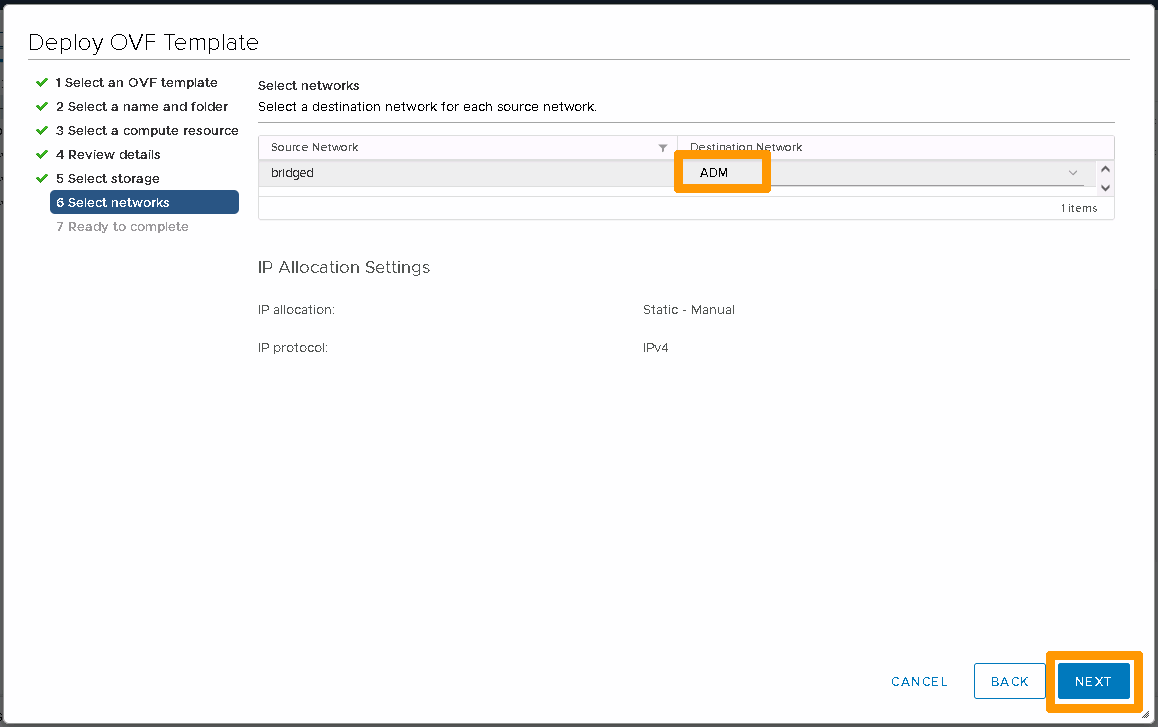 Deploy OVF Template
1 Select an OVF template
2 Select a name and folder
3 Select a compute resource
4 Review details
5 Select storage
6 Select networks
7 Ready to complete
Select networks
Select a destination network for each source network.
Source Network Destination Network
bridged ADM
1 items
IP Allocation Settings
IP allocation: Static - Manual
IP protocol: IPv4
CANCEL BACK NEXT